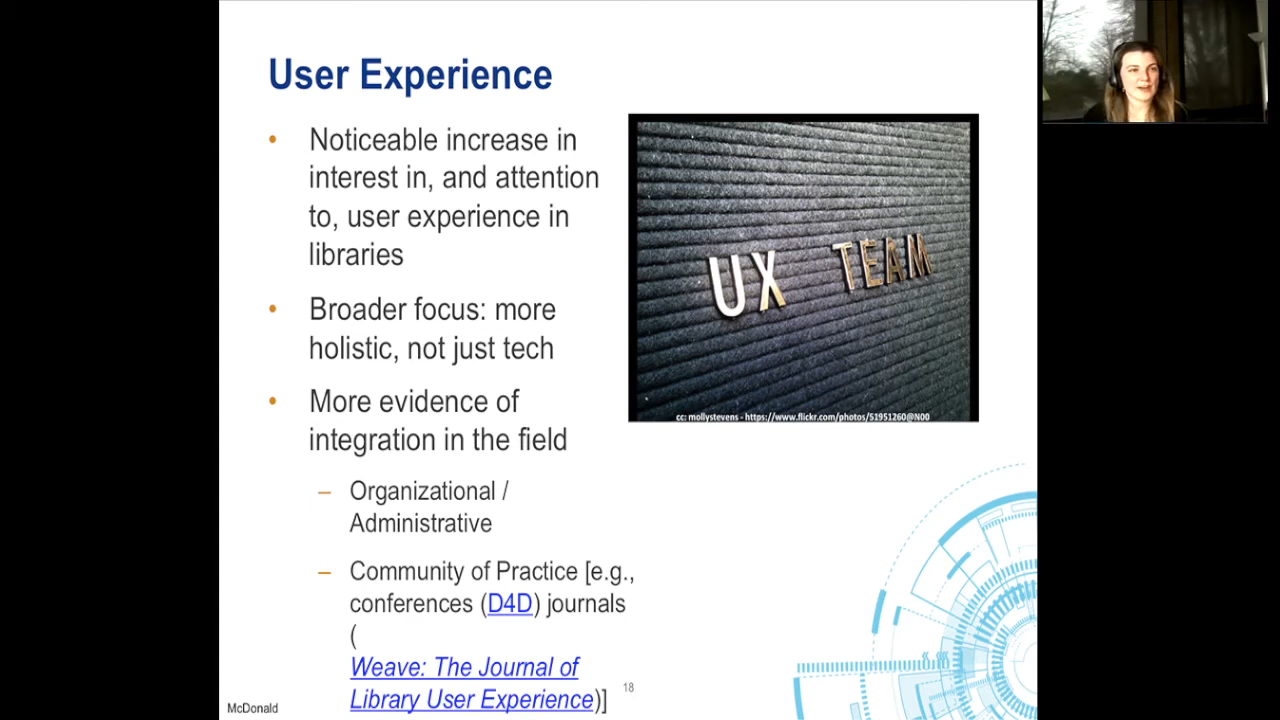 User Experience
• Noticeable increase in
interest in, and attention
to, user experience in
libraries
• Broader focus: more
holistic, not just tech
• More evidence of
integration in the field
– Organizational /
Administrative
– Community of Practice [e.g.,
conferences (D4D) journals
(
Weave: The Journal of
Library User Experience)]
UX TEAM
cc: mollystevens - https://www.flickr.com/photos/51951260@N00
18
McDonald